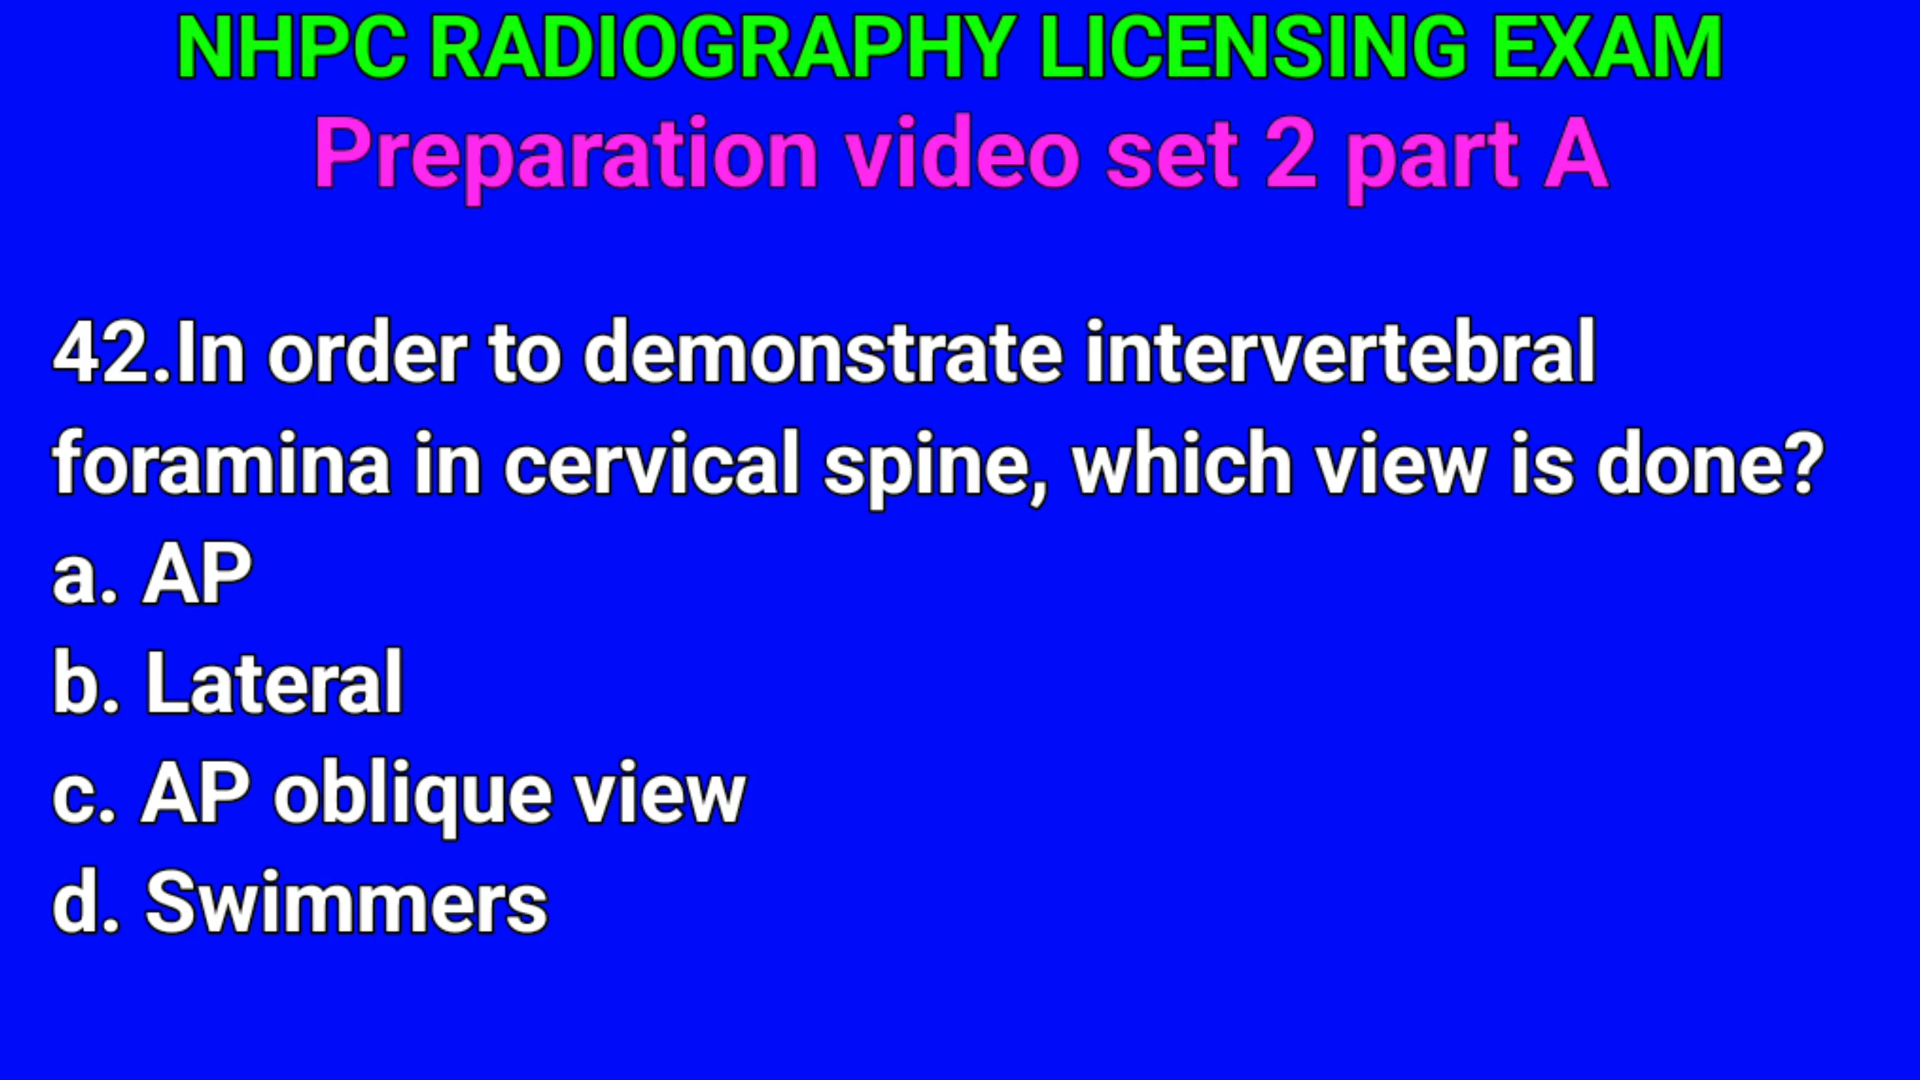 NHPC RADIOGRAPHY LICENSING EXAM
Preparation video set 2 part A
42.In order to demonstrate intervertebral
foramina in cervical spine, which view is done?
a. AP
b. Lateral
c. AP oblique view
d. Swimmers